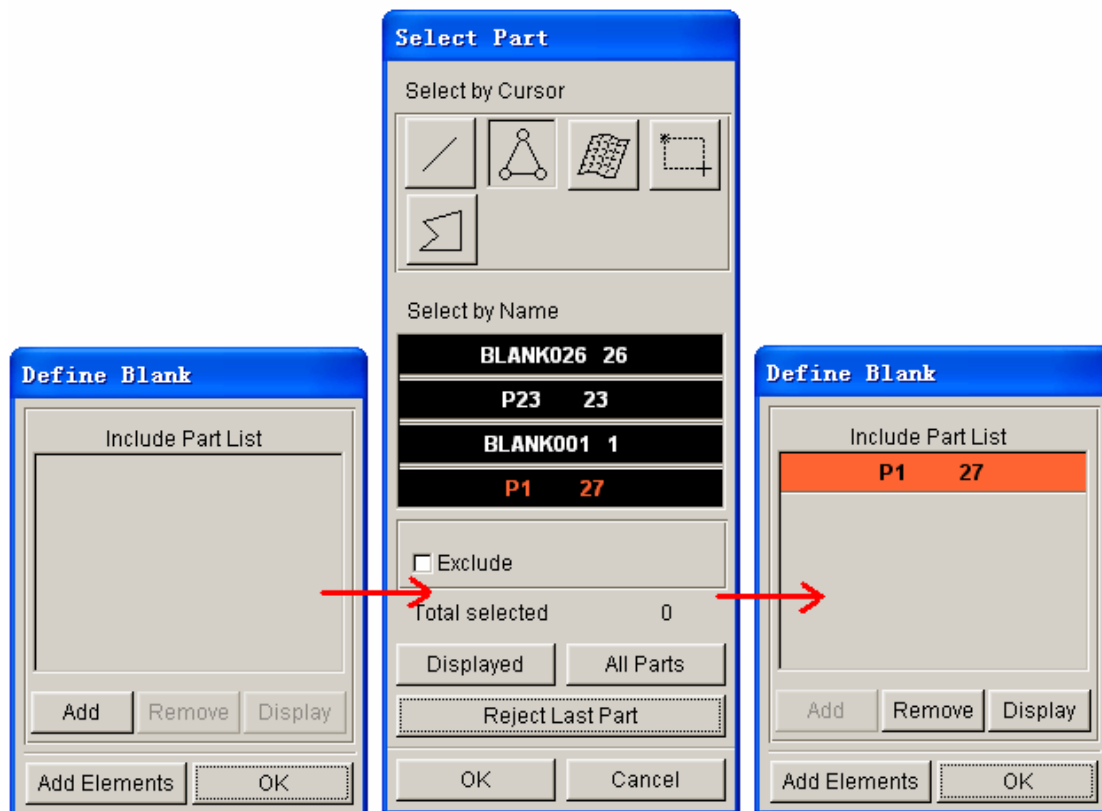 Define Blank
Include Part List
Add Remove Display
Add Elements OK
Select Part
Select by Cursor
Select by Name
BLANK026 26
P23 23
BLANK001 1
P1 27
Exclude
Total selected 0
Displayed All Parts
Reject Last Part
OK Cancel
Define Blank
Include Part List
P1 27
Add Remove Display
Add Elements OK